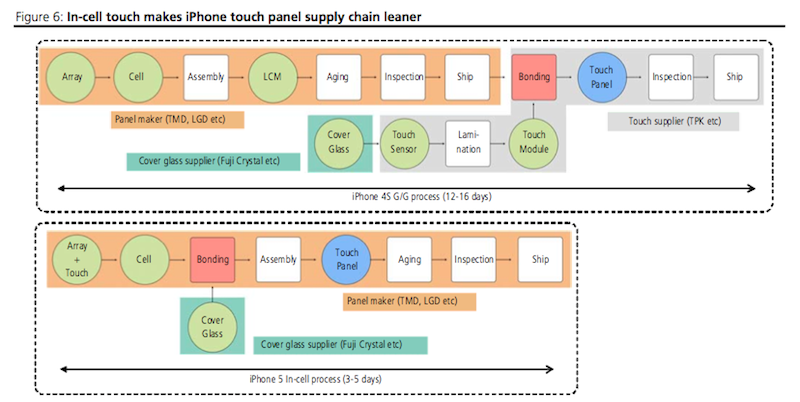 Figure 6: In-cell touch makes iPhone touch panel supply chain leaner
Array
Cell
Assembly
LCM
Aging
Inspection
Ship
Bonding
Touch
Panel
Inspection
Ship
Panel maker (TMD, LGD etc)
Touch supplier (TPK etc)
Cover
Glass
Touch
Sensor
Lami-
nation
Touch
Module
Cover glass supplier (Fuji Crystal etc)
iPhone 4S G/G process (12-16 days)
Array
+
Touch
Cell
Bonding
Assembly
Touch
Panel
Aging
Inspection
Ship
Panel maker (TMD, LGD etc)
Cover
Glass
Cover glass supplier (Fuji Crystal etc)
iPhone 5 In-cell process (3-5 days)